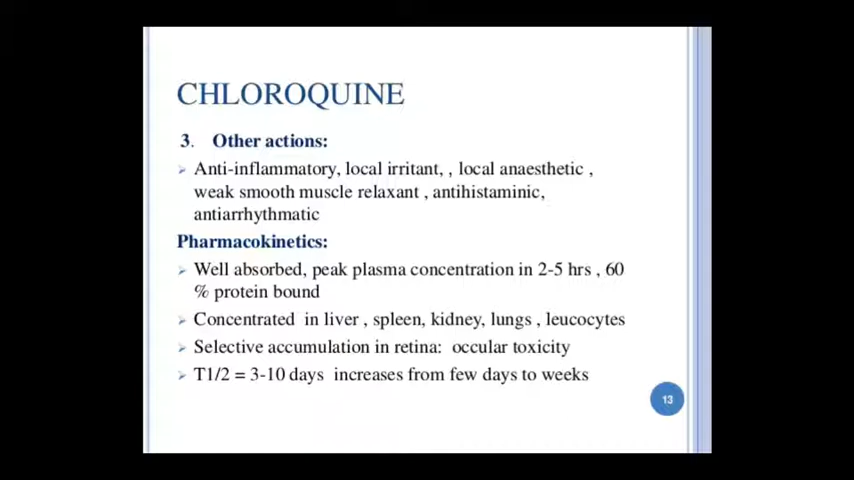 CHLOROQUINE
3. Other actions:
Anti-inflammatory, local irritant, , local anaesthetic ,
weak smooth muscle relaxant , antihistaminic,
antiarrhythmatic
Pharmacokinetics:
Well absorbed, peak plasma concentration in 2-5 hrs , 60
% protein bound
Concentrated in liver , spleen, kidney, lungs , leucocytes
Selective accumulation in retina: occular toxicity
T1/2 = 3-10 days increases from few days to weeks
13